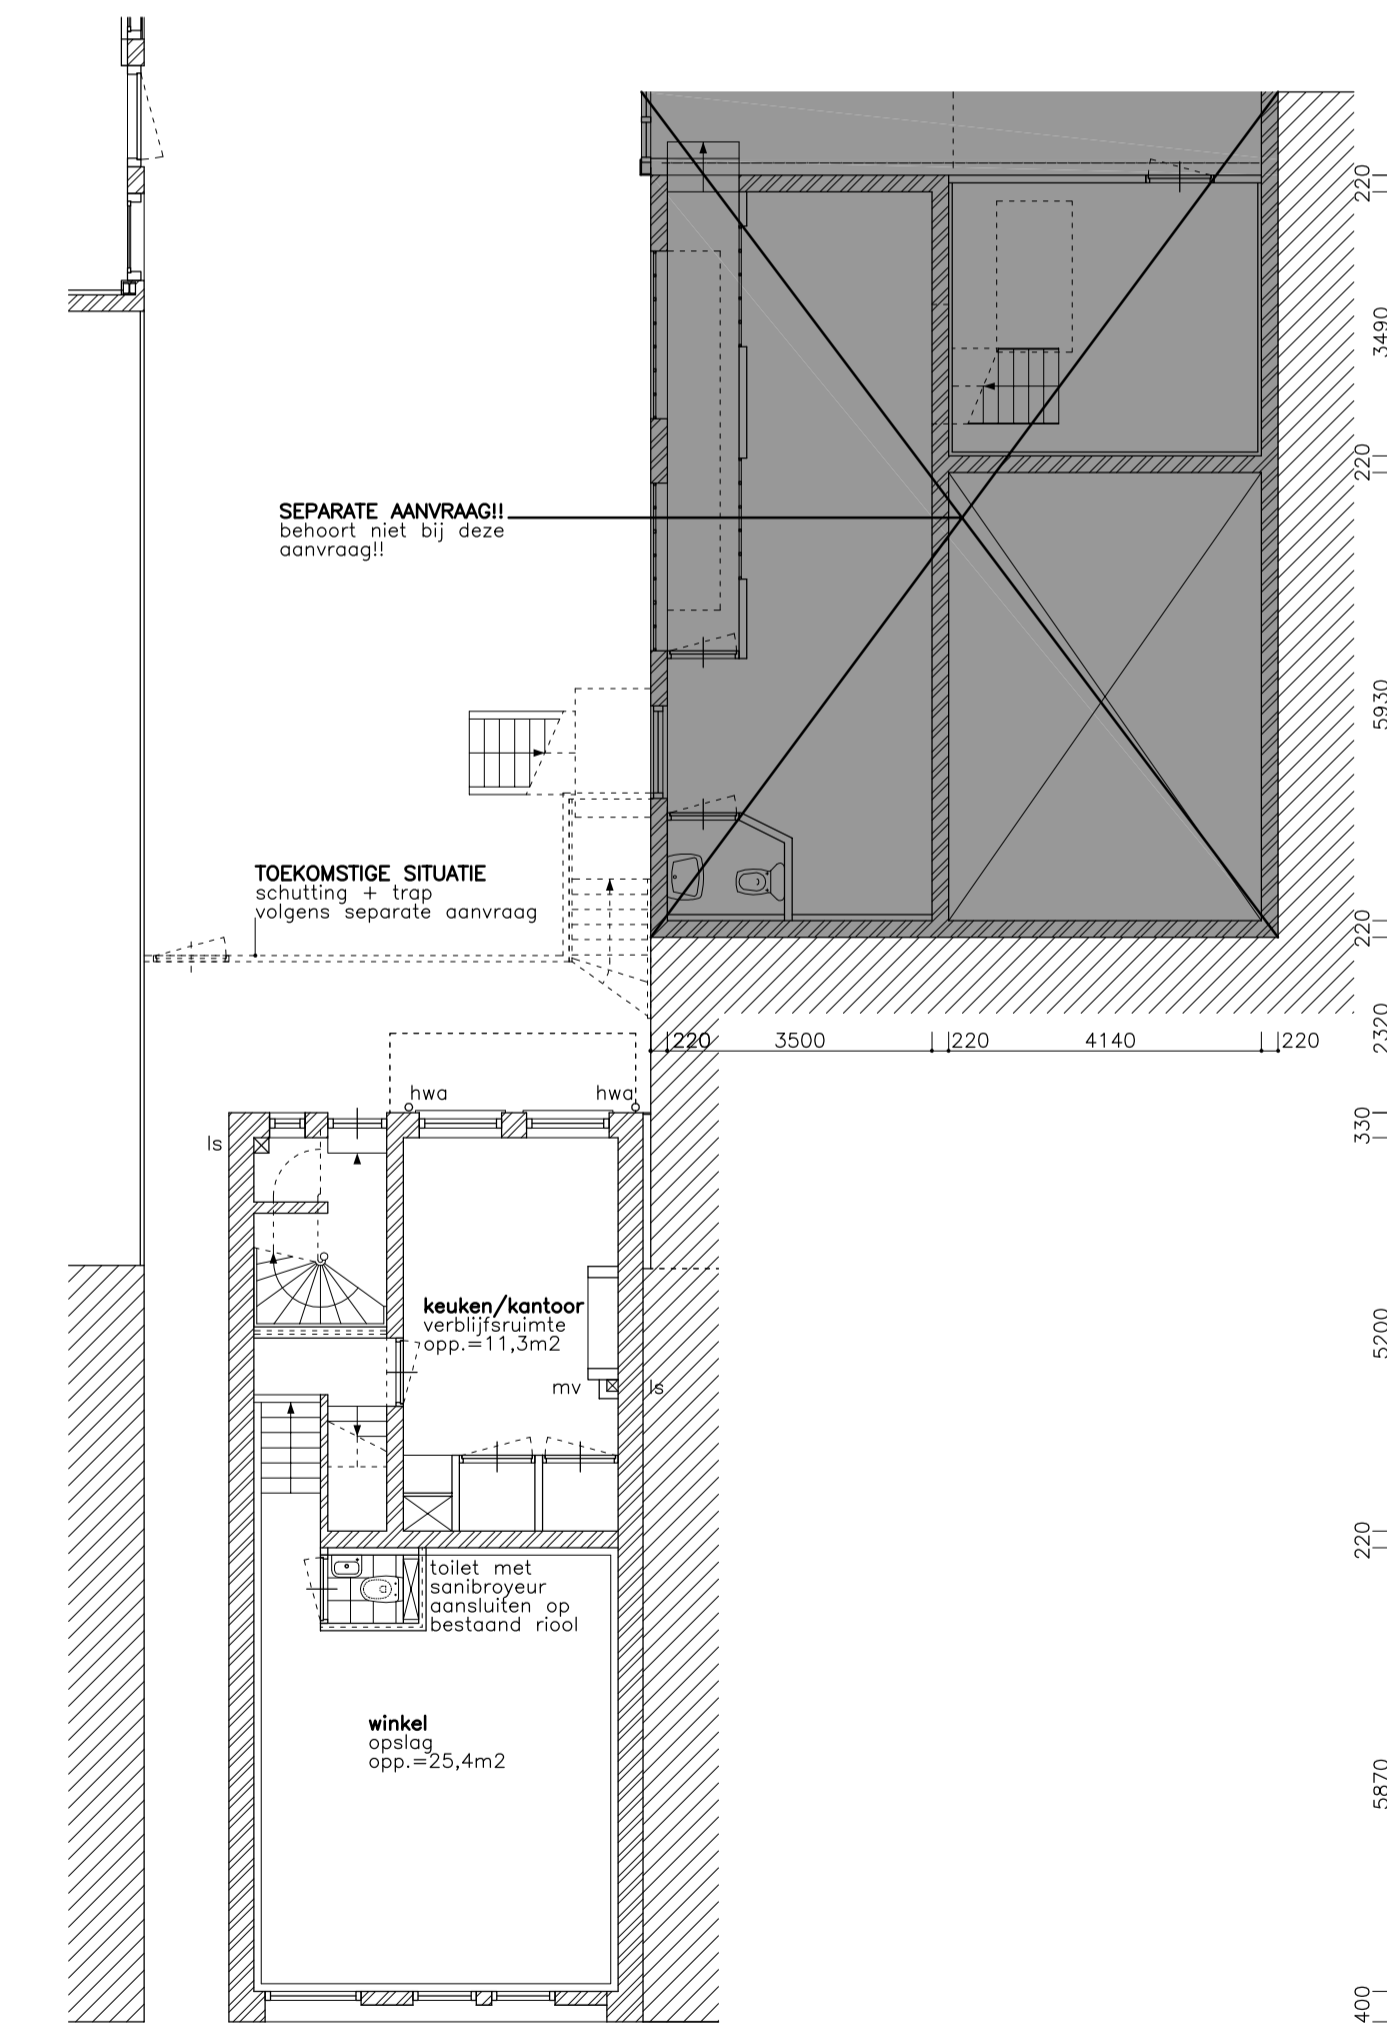 SEPARATE AANVRAAG!!
behoort niet bij deze
aanvraag!!
TOEKOMSTIGE SITUATIE
schutting + trap
volgens separate aanvraag
220
3490
220
5930
220
2320
330
5200
220
5870
400
220 3500 220 4140 220
hwa hwa
ls
keuken/kantoor
verblijfsruimte
opp.=11,3m2
mv ls
toilet met
sanibroyeur
aansluiten op
bestaand riool
winkel
opslag
opp.=25,4m2